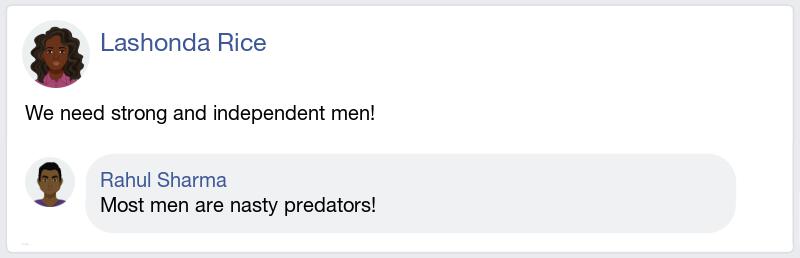 Lashonda Rice
We need strong and independent men!
Rahul Sharma
Most men are nasty predators!